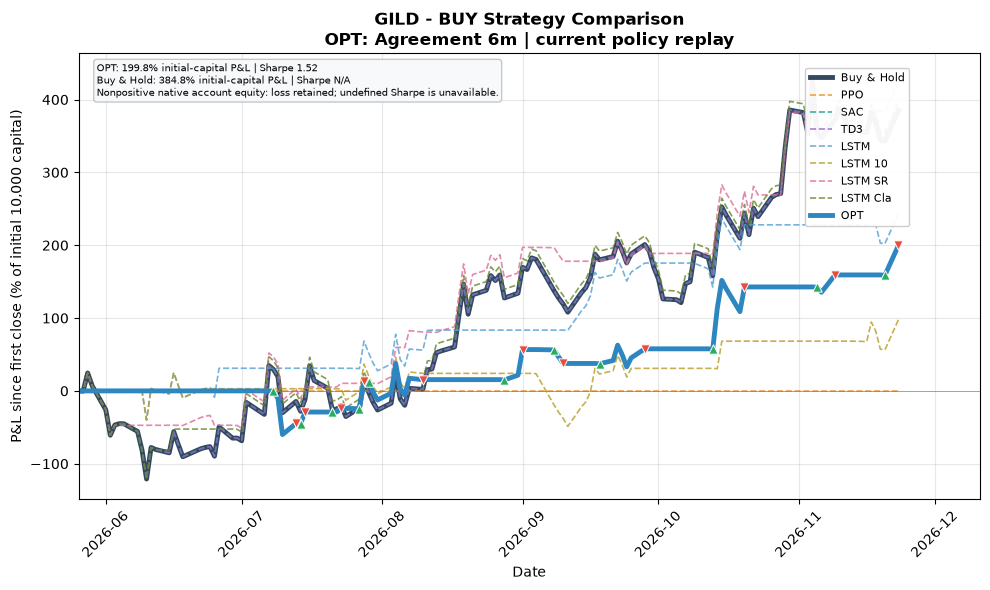 GILD - BUY Strategy Comparison
OPT: Agreement 6m | current policy replay
OPT: 199.8% initial-capital P&L | Sharpe 1.52
Buy & Hold: 384.8% initial-capital P&L | Sharpe N/A
Nonpositive native account equity: loss retained; undefined Sharpe is unavailable.
Buy & Hold
PPO
SAC
TD3
LSTM
LSTM 10
LSTM SR
LSTM Cla
OPT
P&L since first close (% of initial 10,000 capital)
400
300
200
100
0
−100
2026-06
2026-07
2026-08
2026-09
2026-10
2026-11
2026-12
Date